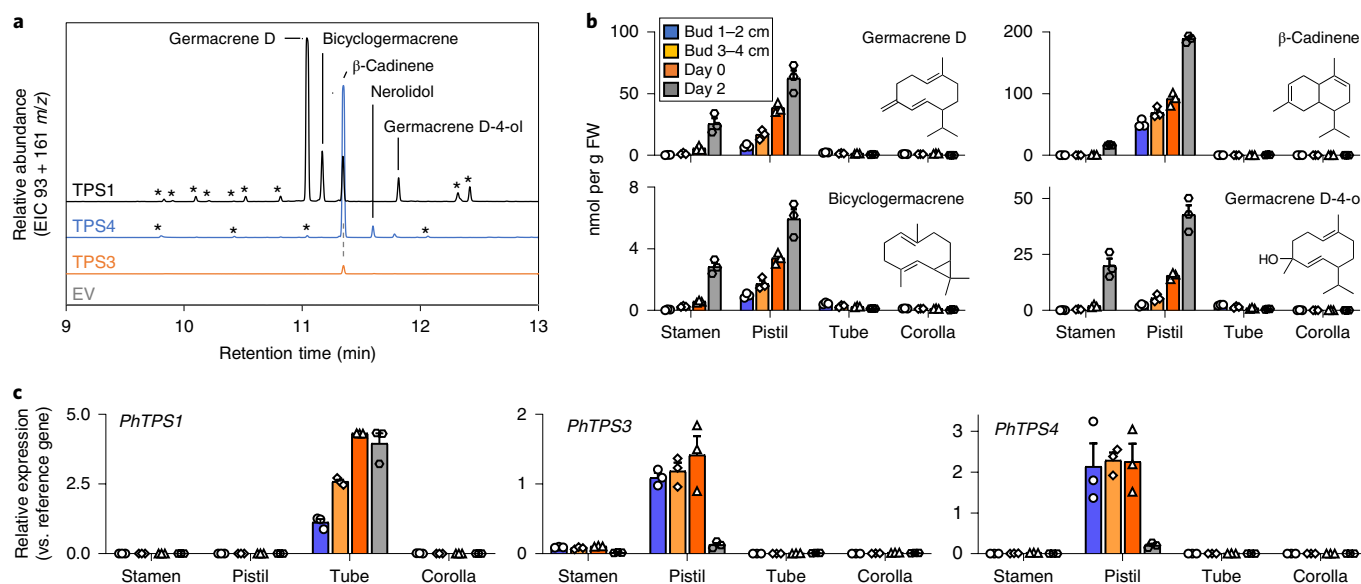 a
Relative abundance
(EIC 93 + 161 m/z)
Germacrene D
Bicyclogermacrene
β-Cadinene
Nerolidol
Germacrene D-4-ol
* * * * * * * * *
TPS1
* * * *
TPS4
TPS3
EV
9 10 11 12 13
Retention time (min)
b
nmol per g FW
Bud 1–2 cm
Bud 3–4 cm
Day 0
Day 2
100
50
0
Germacrene D
200
100
0
β-Cadinene
8
4
0
Bicyclogermacrene
Stamen Pistil Tube Corolla
50
25
0
Germacrene D-4-o
HO
Stamen Pistil Tube Corolla
c
Relative expression
(vs. reference gene)
5.0
2.5
0.0
PhTPS1
Stamen Pistil Tube Corolla
2
1
0
PhTPS3
Stamen Pistil Tube Corolla
3
2
1
0
PhTPS4
Stamen Pistil Tube Corolla